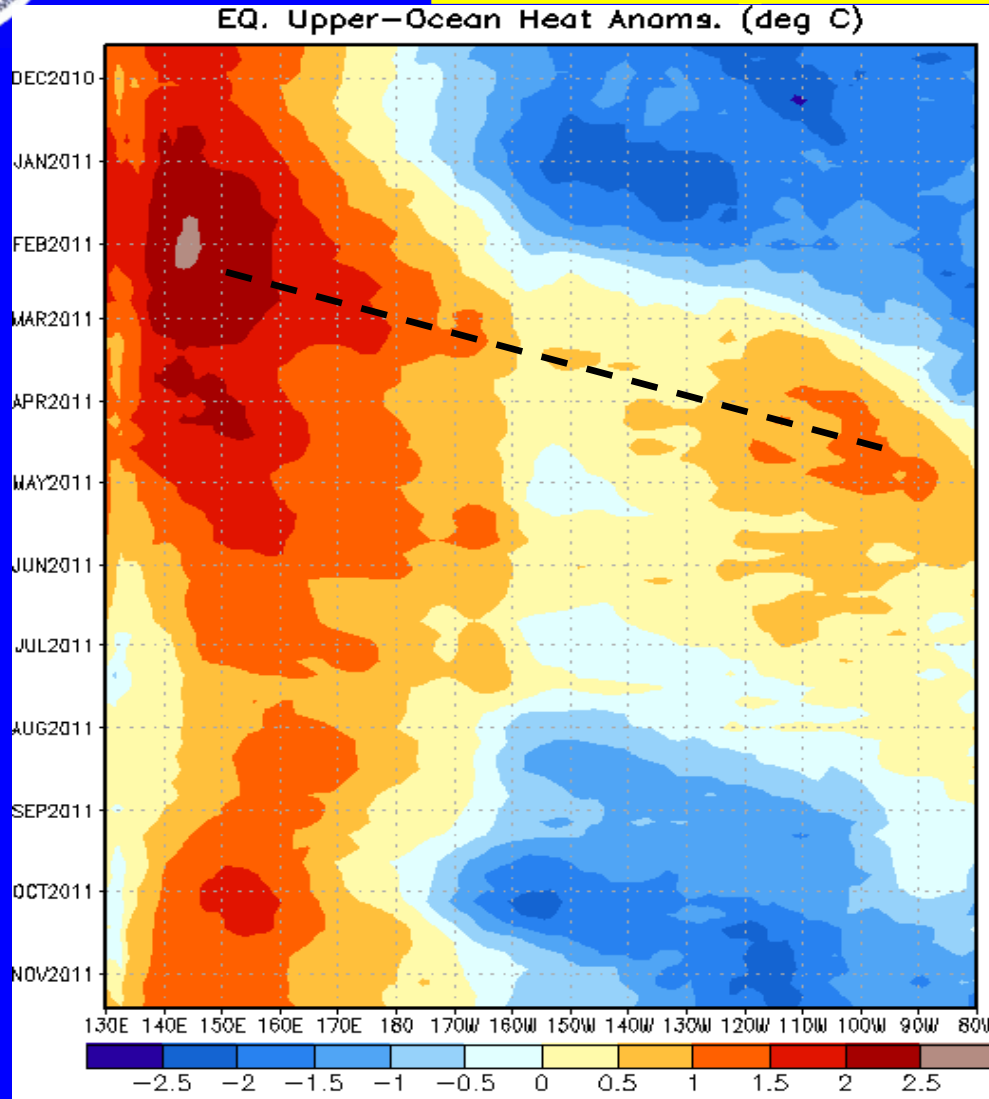 EQ. Upper-Ocean Heat Anoms. (deg C)
DEC2010
JAN2011
FEB2011
MAR2011
APR2011
MAY2011
JUN2011
JUL2011
AUG2011
SEP2011
OCT2011
NOV2011
130E 140E 150E 160E 170E 180 170W 160W 150W 140W 130W 120W 110W 100W 90W 80W
-2.5 -2 -1.5 -1 -0.5 0 0.5 1 1.5 2 2.5